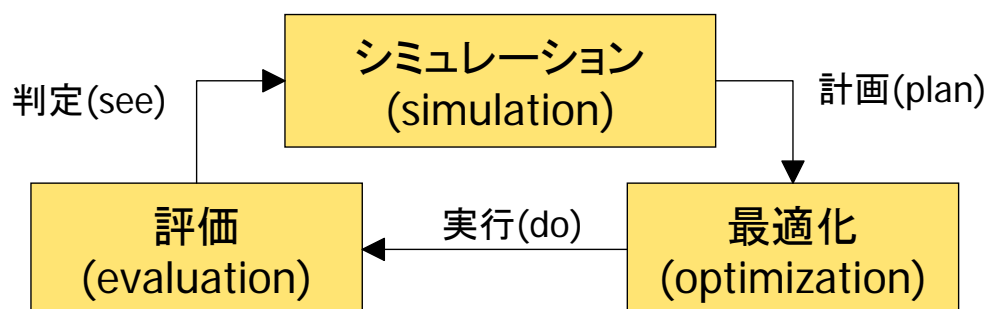 シミュレーション
(simulation)
判定(see)
計画(plan)
評価
(evaluation)
実行(do)
最適化
(optimization)